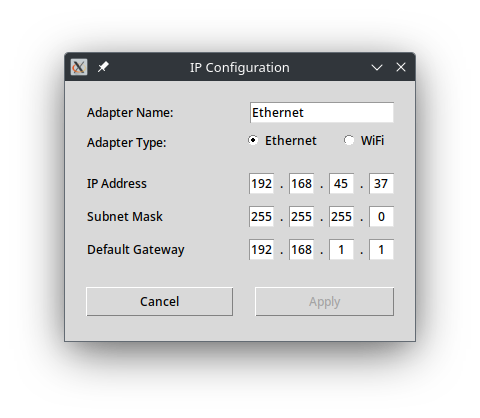 IP Configuration
Adapter Name: Ethernet
Adapter Type: Ethernet WiFi
IP Address 192 . 168 . 45 . 37
Subnet Mask 255 . 255 . 255 . 0
Default Gateway 192 . 168 . 1 . 1
Cancel Apply